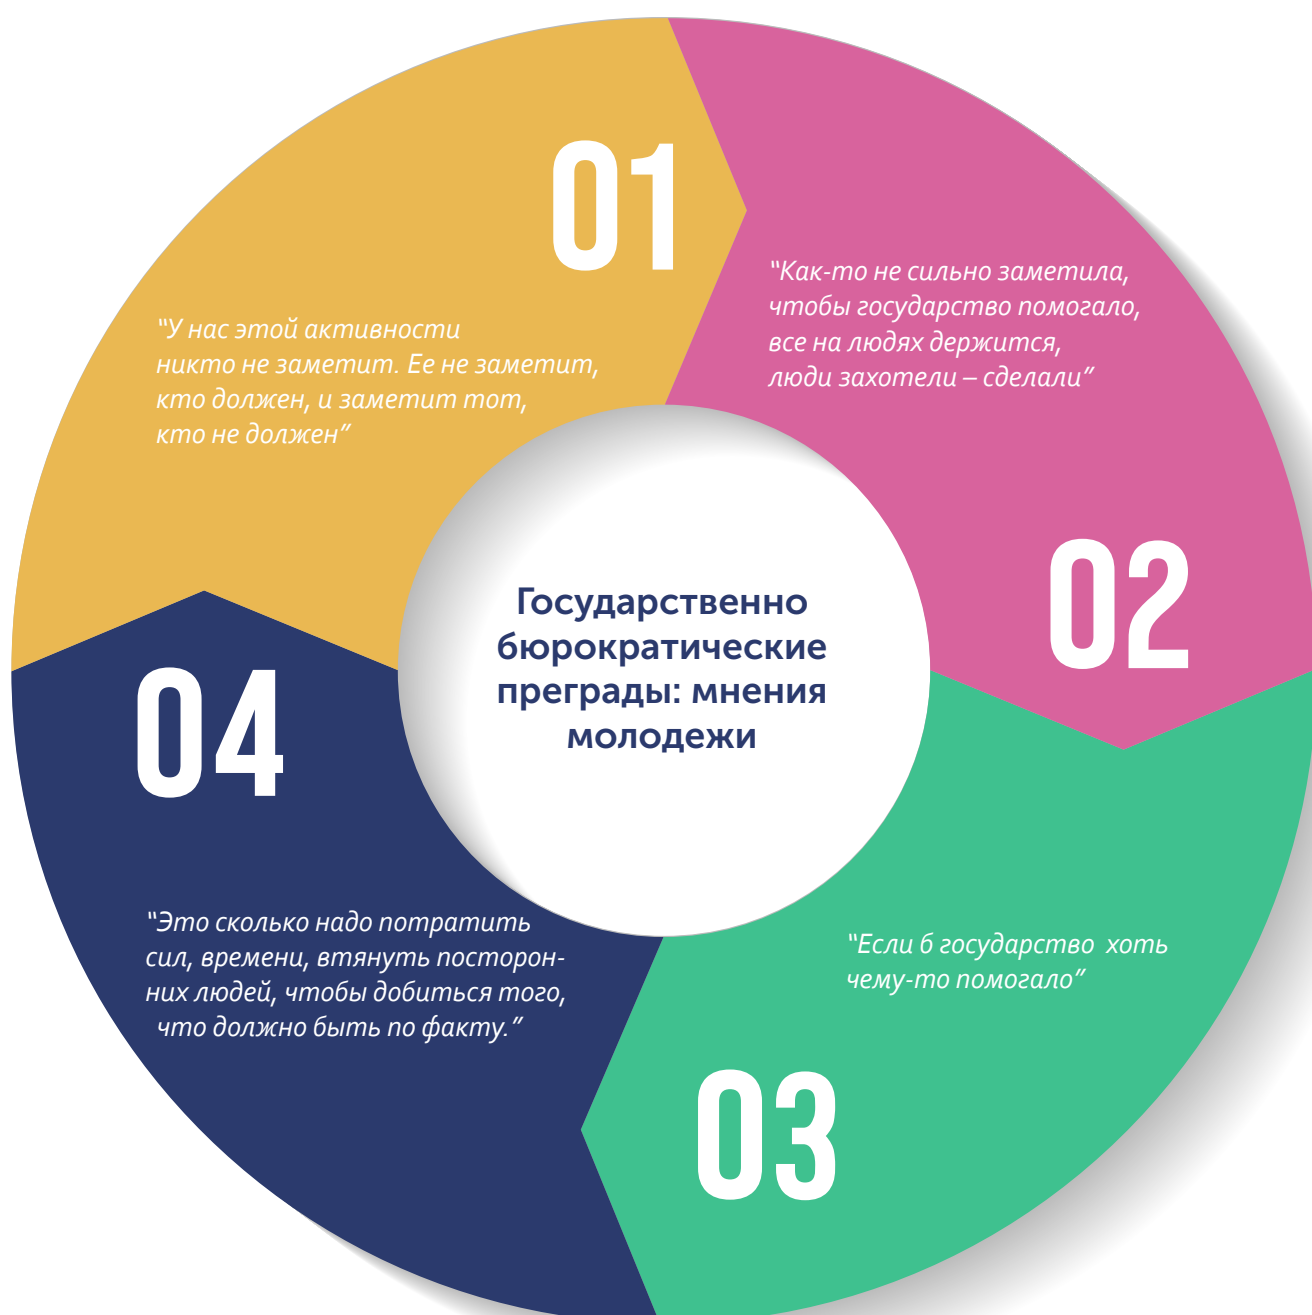 01
"У нас этой активности
никто не заметит. Ее не заметит,
кто должен, и заметит тот,
кто не должен"
"Как-то не сильно заметила,
чтобы государство помогало,
все на людях держится,
люди захотели – сделали"
02
Государственно
бюрократические
преграды: мнения
молодежи
"Если б государство хоть
чему-то помогало"
03
04
"Это сколько надо потратить
сил, времени, втянуть посторон-
них людей, чтобы добиться того,
что должно быть по факту."